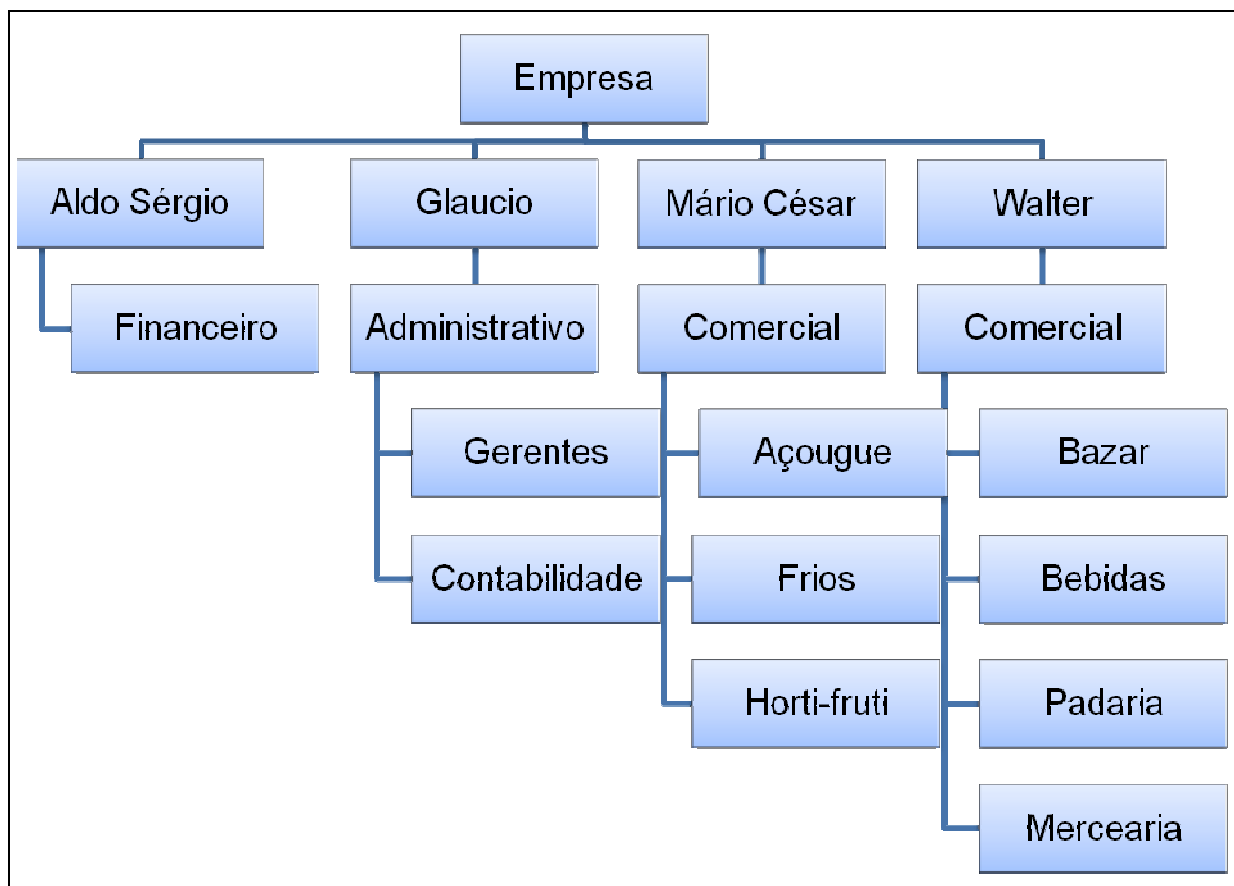 Empresa
Aldo Sérgio
Glaucio
Mário César
Walter
Financeiro
Administrativo
Comercial
Comercial
Gerentes
Açougue
Bazar
Contabilidade
Frios
Bebidas
Horti-fruti
Padaria
Mercearia